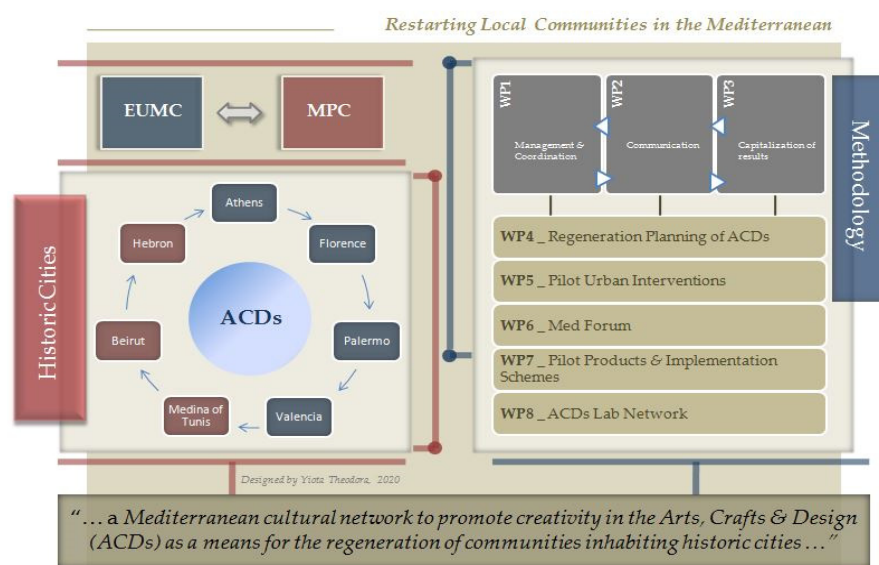 Restarting Local Communities in the Mediterranean
EUMC
MPC
Historic Cities
Athens
Florence
Palermo
Valencia
Medina of
Tunis
Beirut
Hebron
ACDs
Designed by Yiota Theodora, 2020
Methodology
WP1
Management &
Coordination
WP2
Communication
WP3
Capitalization of
results
WP4 _ Regeneration Planning of ACDs
WP5 _ Pilot Urban Interventions
WP6 _ Med Forum
WP7 _ Pilot Products & Implementation
Schemes
WP8 _ ACDs Lab Network
“… a Mediterranean cultural network to promote creativity in the Arts, Crafts & Design
(ACDs) as a means for the regeneration of communities inhabiting historic cities …”